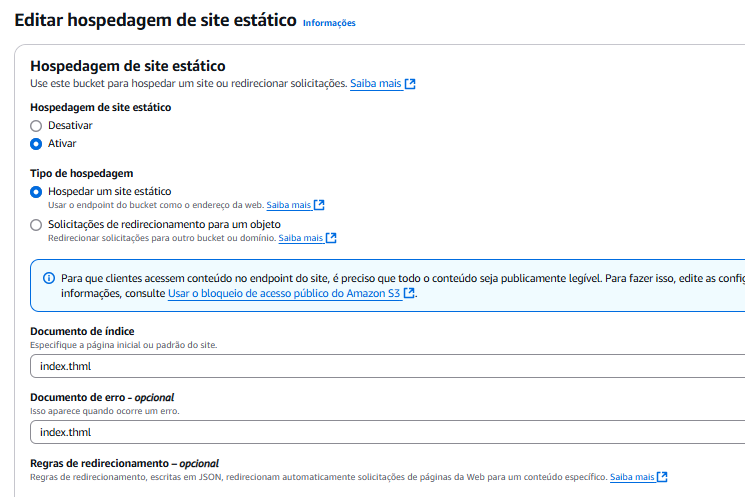 Editar hospedagem de site estático Informações
Hospedagem de site estático
Use este bucket para hospedar um site ou redirecionar solicitações. Saiba mais
Hospedagem de site estático
Desativar
Ativar
Tipo de hospedagem
Hospedar um site estático
Usar o endpoint do bucket como o endereço da web. Saiba mais
Solicitações de redirecionamento para um objeto
Redirecionar solicitações para outro bucket ou domínio. Saiba mais
Para que clientes acessem conteúdo no endpoint do site, é preciso que todo o conteúdo seja publicamente legível. Para fazer isso, edite as config
informações, consulte Usar o bloqueio de acesso público do Amazon S3.
Documento de índice
Especifique a página inicial ou padrão do site.
index.thml
Documento de erro - opcional
Isso aparece quando ocorre um erro.
index.thml
Regras de redirecionamento – opcional
Regras de redirecionamento, escritas em JSON, redirecionam automaticamente solicitações de páginas da Web para um conteúdo específico. Saiba mais